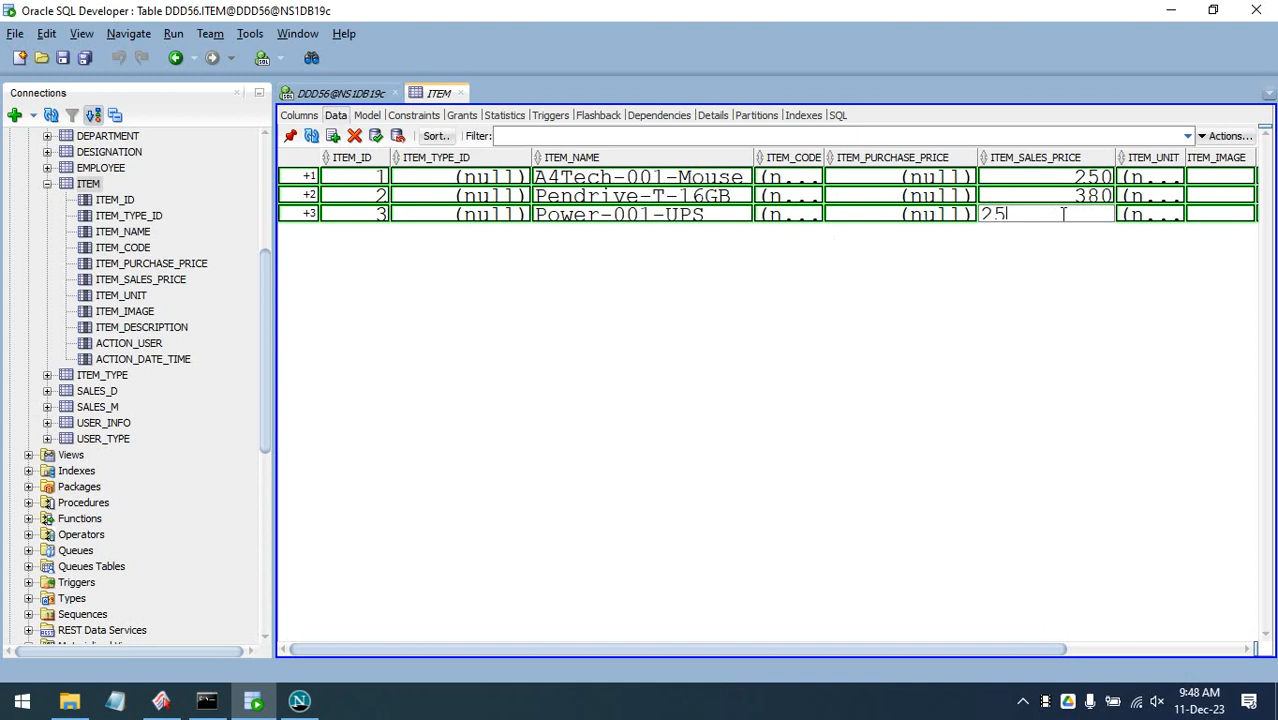 Oracle SQL Developer : Table DDD56.ITEM@DDD56@NS1DB19c
File Edit View Navigate Run Team Tools Window Help
Connections
DDD56@NS1DB19c
ITEM
Columns Data Model Constraints Grants Statistics Triggers Flashback Dependencies Details Partitions Indexes SQL
Sort.. Filter: Actions...
ITEM_ID ITEM_TYPE_ID ITEM_NAME ITEM_CODE ITEM_PURCHASE_PRICE ITEM_SALES_PRICE ITEM_UNIT ITEM_IMAGE
+1 1 (null) A4Tech-001-Mouse (n... (null) 250 (n...
+2 2 (null) Pendrive-T-16GB (n... (null) 380 (n...
+3 3 (null) Power-001-UPS (n... (null) 25 (n...
DEPARTMENT
DESIGNATION
EMPLOYEE
ITEM
ITEM_ID
ITEM_TYPE_ID
ITEM_NAME
ITEM_CODE
ITEM_PURCHASE_PRICE
ITEM_SALES_PRICE
ITEM_UNIT
ITEM_IMAGE
ITEM_DESCRIPTION
ACTION_USER
ACTION_DATE_TIME
ITEM_TYPE
SALES_D
SALES_M
USER_INFO
USER_TYPE
Views
Indexes
Packages
Procedures
Functions
Operators
Queues
Queues Tables
Triggers
Types
Sequences
REST Data Services
9:48 AM
11-Dec-23